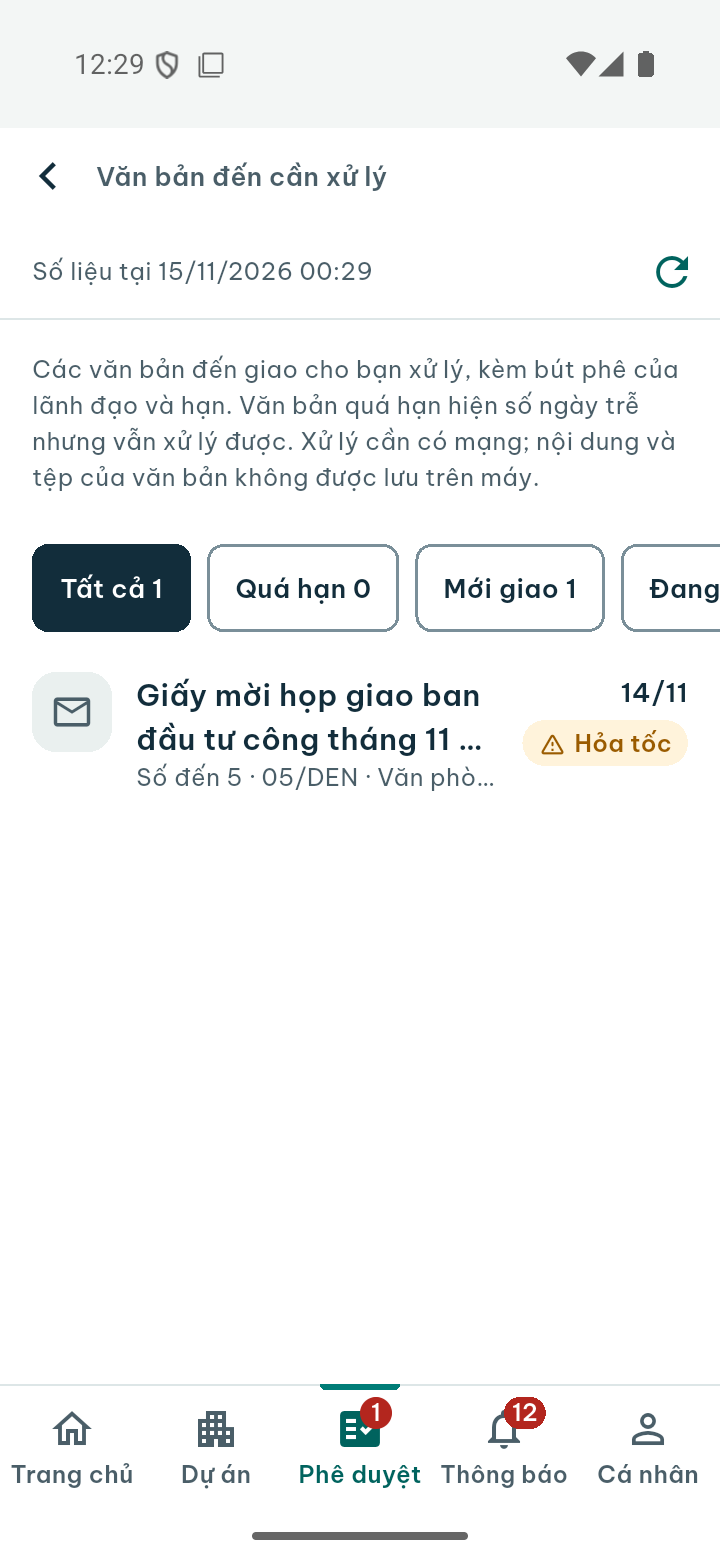 12:29
Văn bản đến cần xử lý
Số liệu tại 15/11/2026 00:29
Các văn bản đến giao cho bạn xử lý, kèm bút phê của
lãnh đạo và hạn. Văn bản quá hạn hiện số ngày trễ
nhưng vẫn xử lý được. Xử lý cần có mạng; nội dung và
tệp của văn bản không được lưu trên máy.
Tất cả 1
Quá hạn 0
Mới giao 1
Đang
Giấy mời họp giao ban
đầu tư công tháng 11 ...
Số đến 5 · 05/DEN · Văn phò...
14/11
Hỏa tốc
1
12
Trang chủ
Dự án
Phê duyệt
Thông báo
Cá nhân